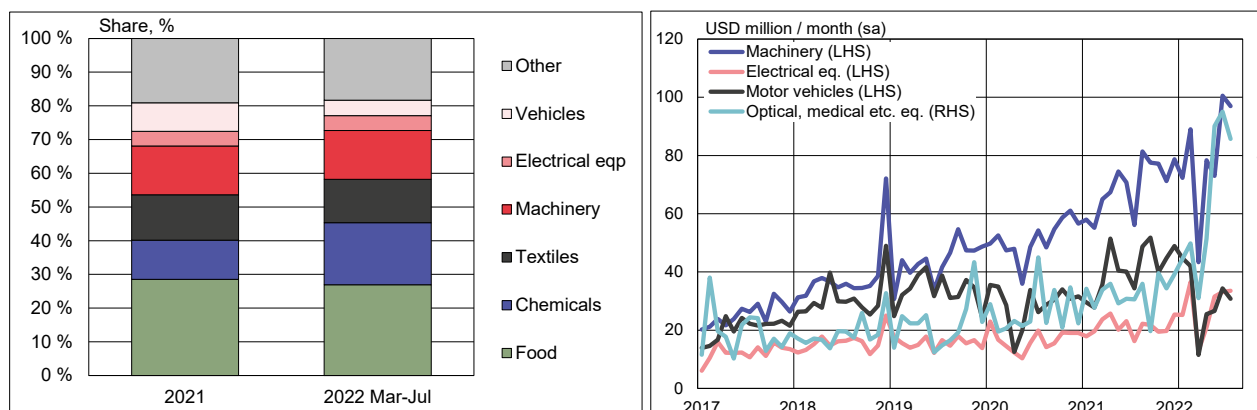 Share, %
100 %
90 %
80 %
70 %
60 %
50 %
40 %
30 %
20 %
10 %
0 %
2021
2022 Mar-Jul
Other
Vehicles
Electrical eqp
Machinery
Textiles
Chemicals
Food
USD million / month (sa)
Machinery (LHS)
Electrical eq. (LHS)
Motor vehicles (LHS)
Optical, medical etc. eq. (RHS)
120
100
80
60
40
20
0
2017
2018
2019
2020
2021
2022